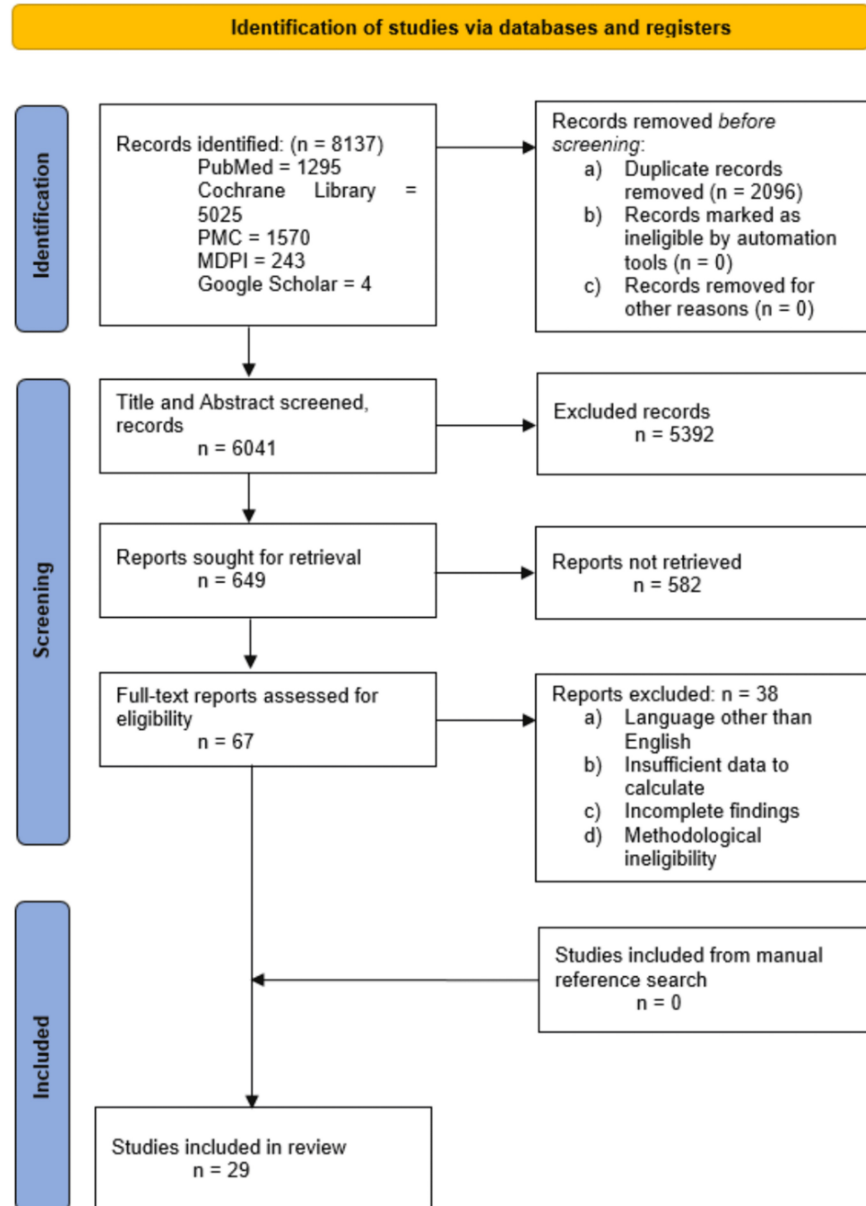 Identification of studies via databases and registers
Identification
Records identified: (n = 8137)
PubMed = 1295
Cochrane Library =
5025
PMC = 1570
MDPI = 243
Google Scholar = 4
Records removed before
screening:
a) Duplicate records
removed (n = 2096)
b) Records marked as
ineligible by automation
tools (n = 0)
c) Records removed for
other reasons (n = 0)
Screening
Title and Abstract screened,
records
n = 6041
Excluded records
n = 5392
Reports sought for retrieval
n = 649
Reports not retrieved
n = 582
Full-text reports assessed for
eligibility
n = 67
Reports excluded: n = 38
a) Language other than
English
b) Insufficient data to
calculate
c) Incomplete findings
d) Methodological
ineligibility
Included
Studies included from manual
reference search
n = 0
Studies included in review
n = 29